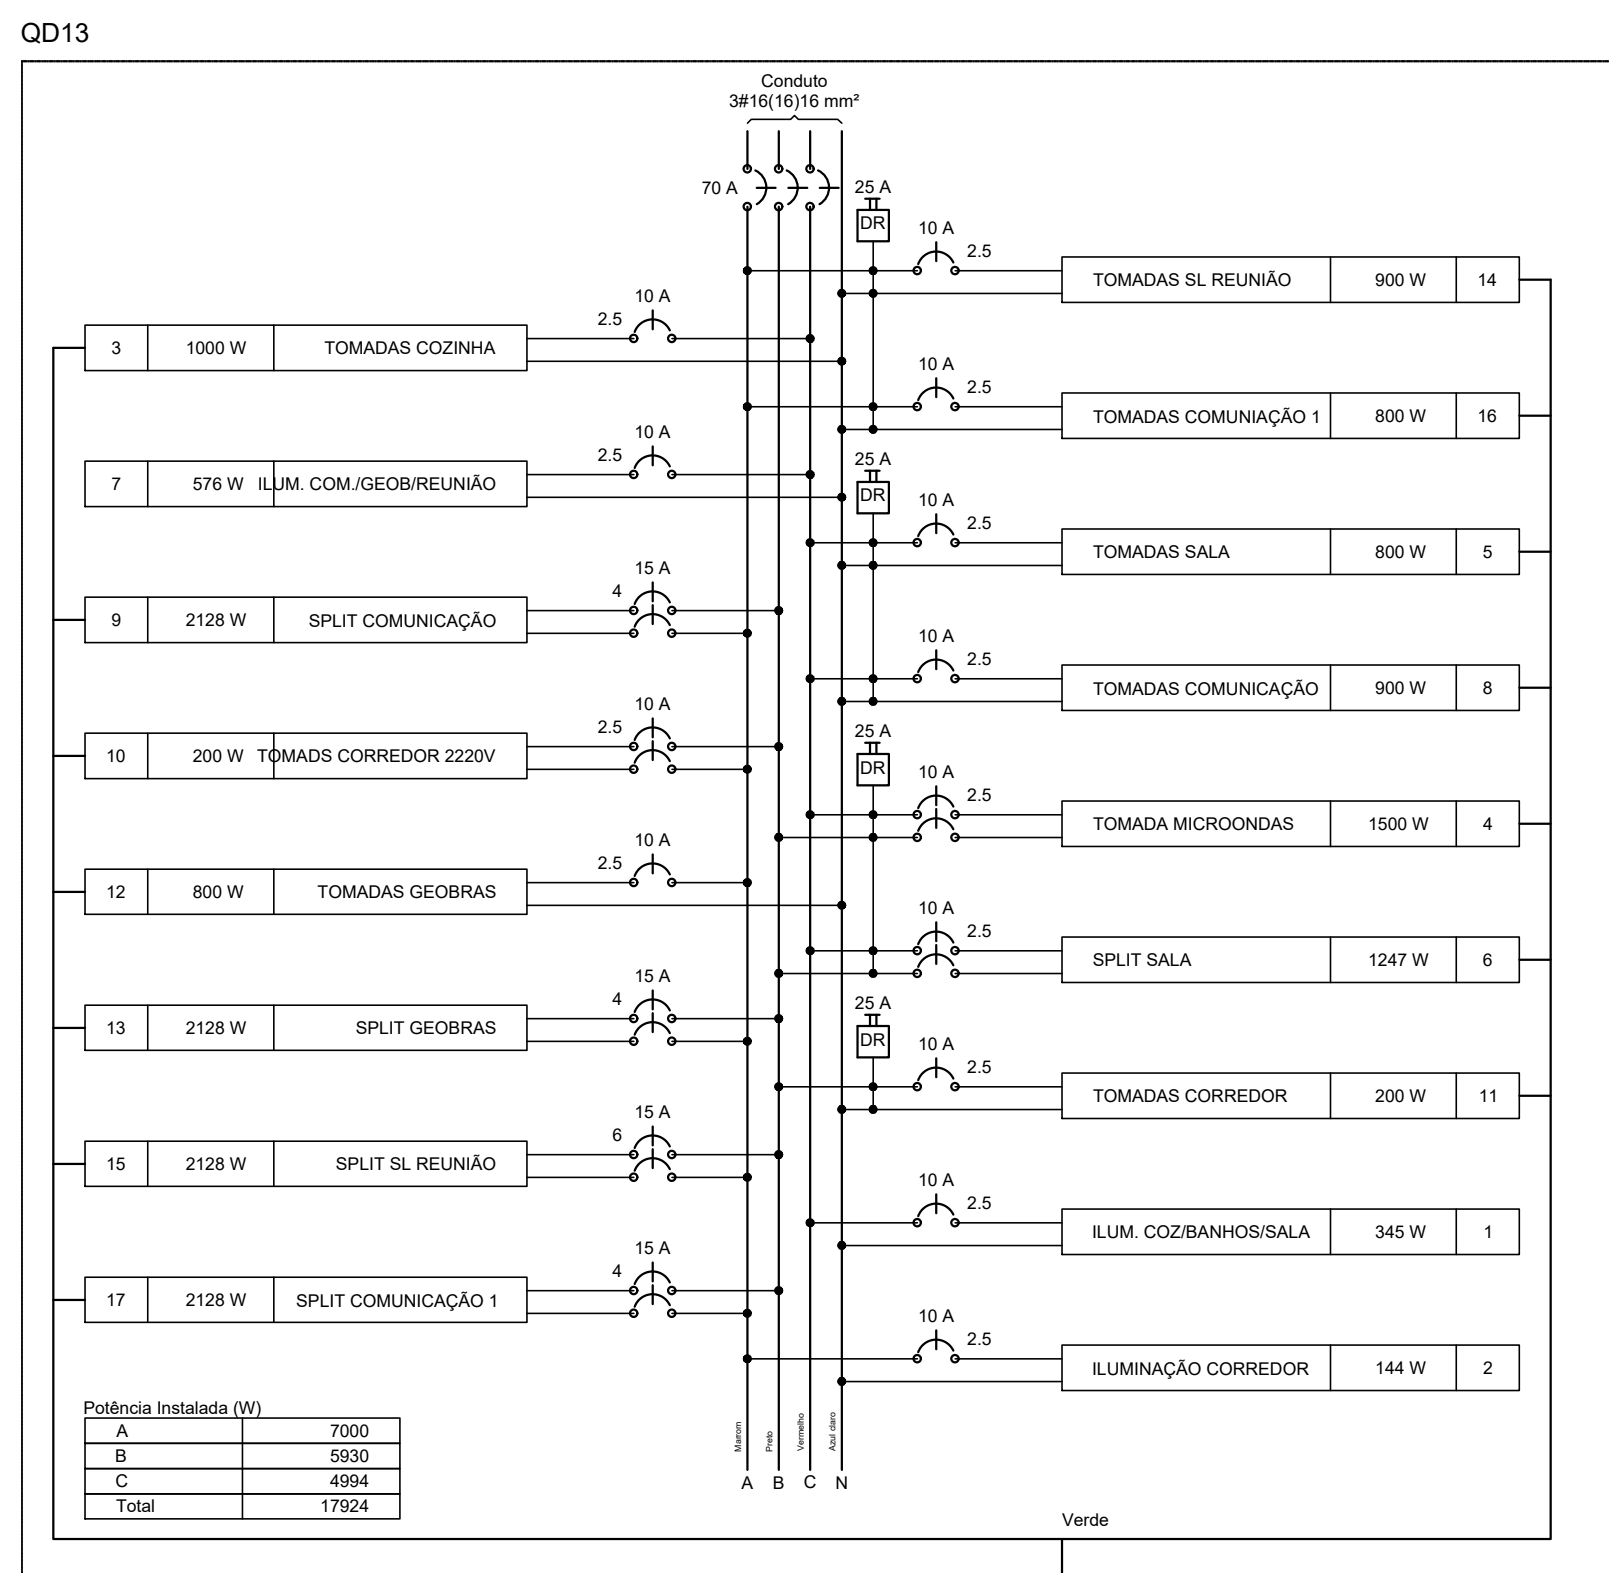 QD13
Conduto
3#16(16)16 mm²
70 A
25 A
DR
10 A
2.5
TOMADAS SL REUNIÃO 900 W 14
10 A
2.5
3 1000 W TOMADAS COZINHA
10 A
2.5
TOMADAS COMUNIAÇÃO 1 800 W 16
10 A
2.5
7 576 W ILUM. COM./GEOB/REUNIÃO
25 A
DR
10 A
2.5
TOMADAS SALA 800 W 5
15 A
4
9 2128 W SPLIT COMUNICAÇÃO
10 A
2.5
TOMADAS COMUNICAÇÃO 900 W 8
10 A
2.5
10 200 W TOMADS CORREDOR 2220V
25 A
DR
10 A
2.5
TOMADA MICROONDAS 1500 W 4
10 A
2.5
12 800 W TOMADAS GEOBRAS
10 A
2.5
SPLIT SALA 1247 W 6
15 A
4
13 2128 W SPLIT GEOBRAS
25 A
DR
10 A
2.5
TOMADAS CORREDOR 200 W 11
15 A
6
15 2128 W SPLIT SL REUNIÃO
10 A
2.5
ILUM. COZ/BANHOS/SALA 345 W 1
15 A
4
17 2128 W SPLIT COMUNICAÇÃO 1
10 A
2.5
ILUMINAÇÃO CORREDOR 144 W 2
Potência Instalada (W)
A 7000
B 5930
C 4994
Total 17924
Marrom
Preto
Vermelho
Azul claro
A B C N
Verde